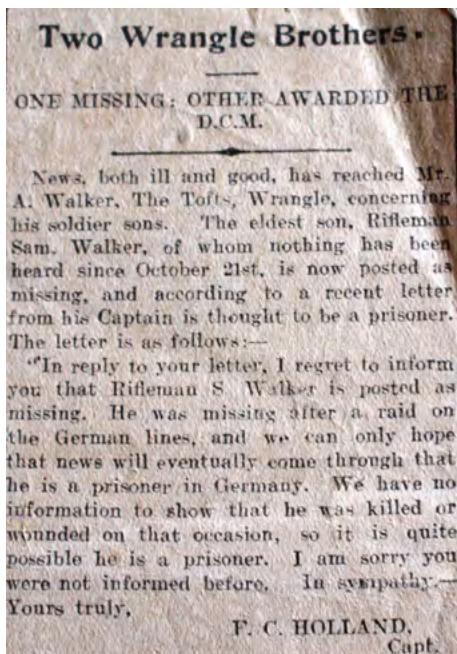 Two Wrangle Brothers.
ONE MISSING; OTHER AWARDED THE
D.C.M.
News, both ill and good, has reached Mr.
A. Walker, The Tofts, Wrangle, concerning
his soldier sons. The eldest son, Rifleman
Sam. Walker, of whom nothing has been
heard since October 21st, is now posted as
missing, and according to a recent letter
from his Captain is thought to be a prisoner.
The letter is as follows:—
"In reply to your letter, I regret to inform
you that Rifleman S. Walker is posted as
missing. He was missing after a raid on
the German lines, and we can only hope
that news will eventually come through that
he is a prisoner in Germany. We have no
information to show that he was killed or
wounded on that occasion, so it is quite
possible he is a prisoner. I am sorry you
were not informed before. In sympathy.—
Yours truly,
F. C. HOLLAND,
Capt.